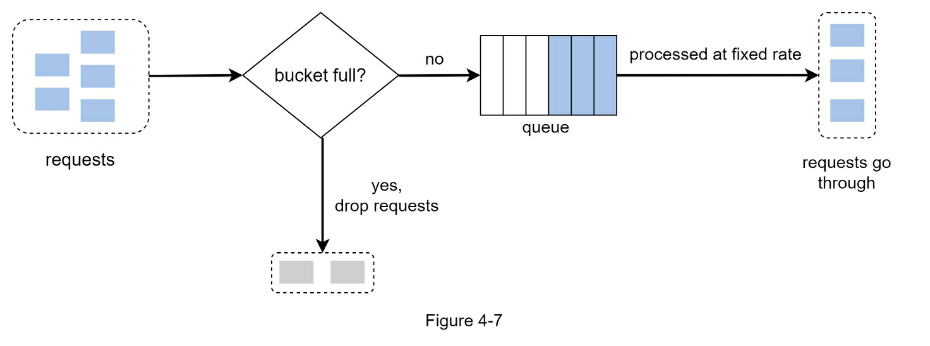 requests
bucket full?
no
yes,
drop requests
queue
processed at fixed rate
requests go
through
Figure 4-7